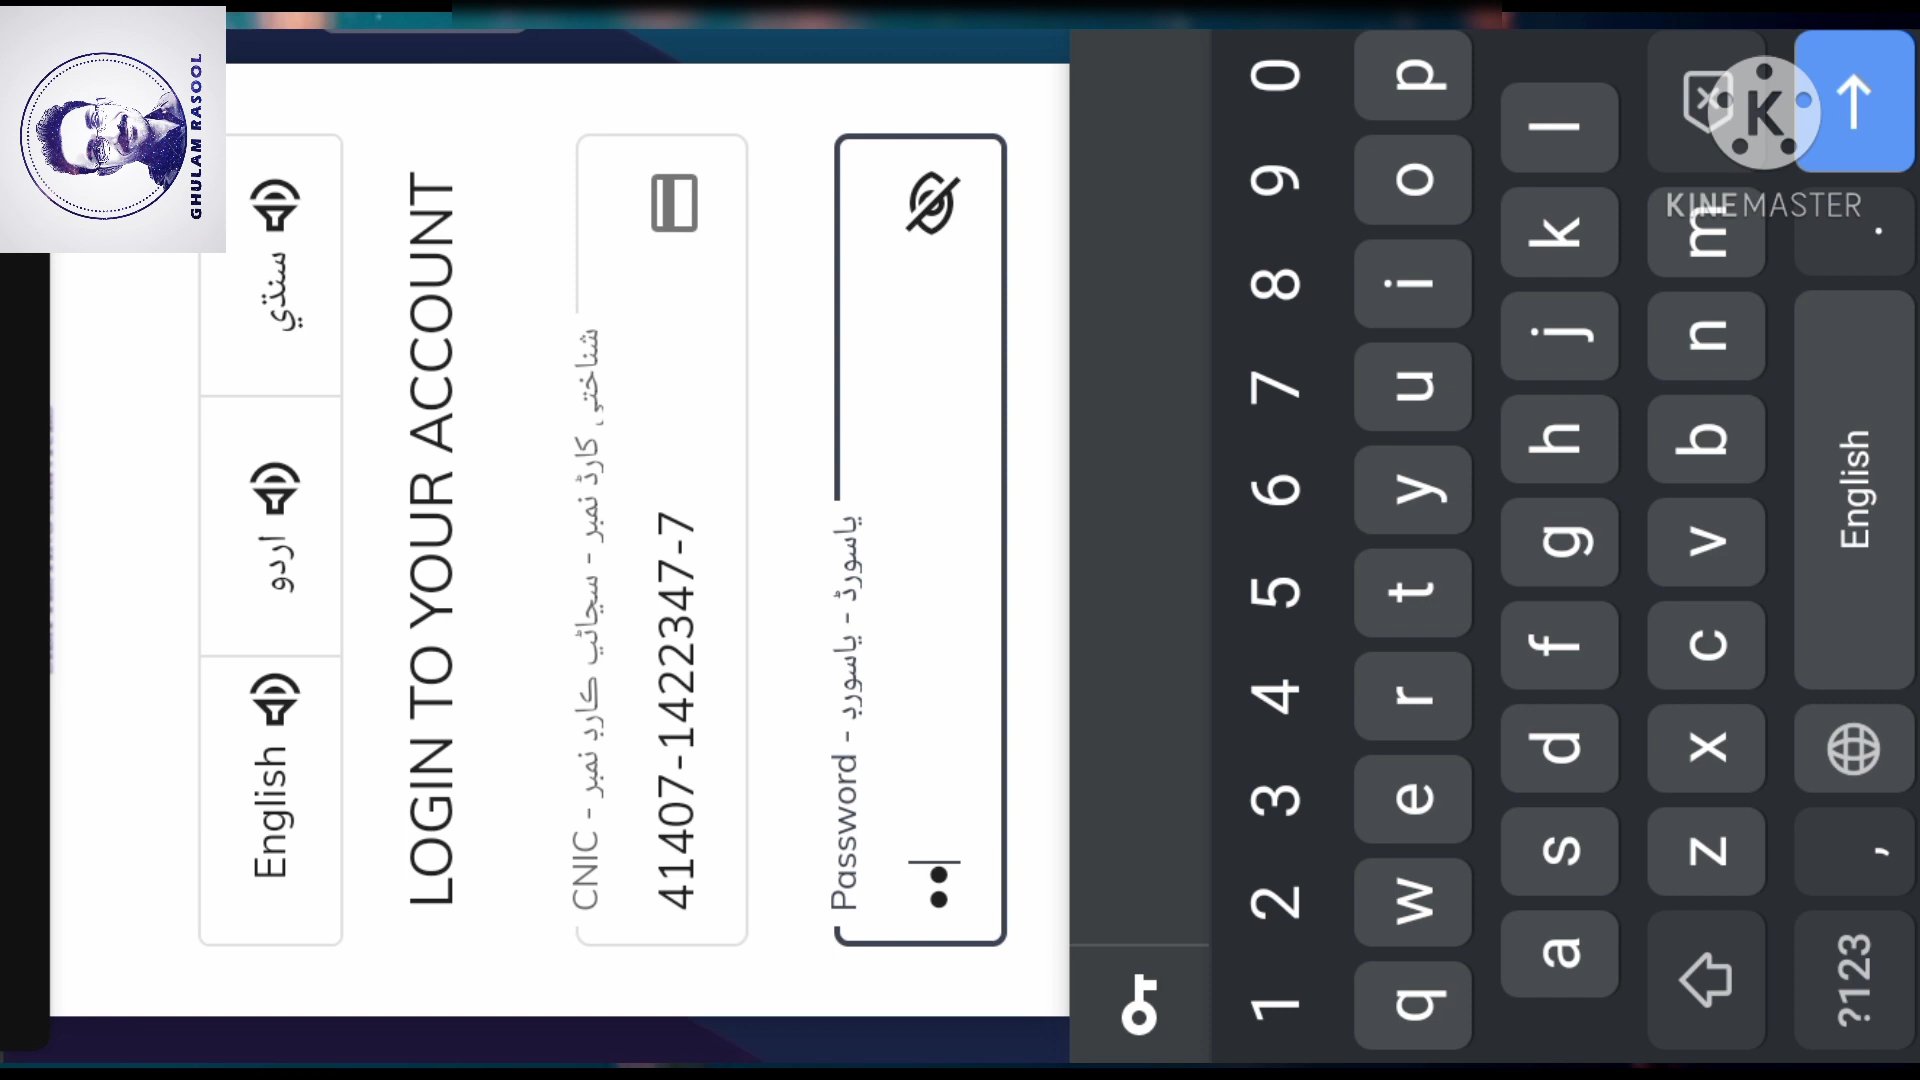 GHULAM RASOOL
English
اردو
سنڌي
LOGIN TO YOUR ACCOUNT
CNIC - شناختی کارڈ نمبر - سڃاڻپ ڪارڊ نمبر
41407-1422347-7
Password - پاسورڈ - پاسورڊ
1 2 3 4 5 6 7 8 9 0
q w e r t y u i o p
a s d f g h j k l
z x c v b n m
?123 , English .
K
KINEMASTER